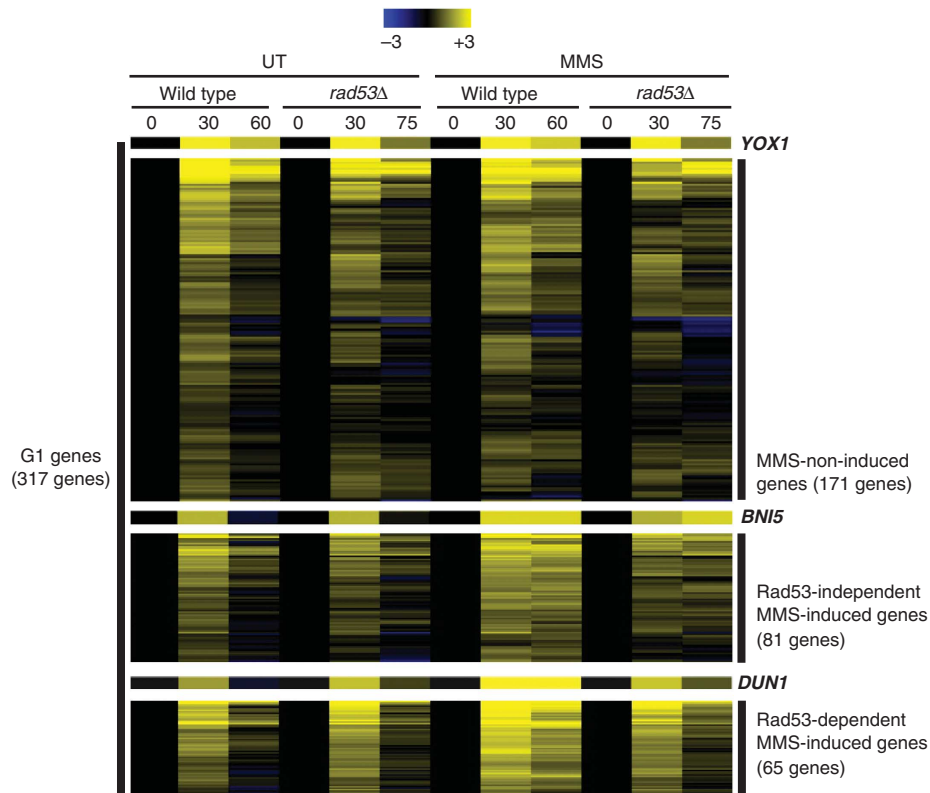 –3 +3
UT MMS
Wild type rad53Δ Wild type rad53Δ
0 30 60 0 30 75 0 30 60 0 30 75
YOX1
G1 genes
(317 genes)
MMS-non-induced
genes (171 genes)
BNI5
Rad53-independent
MMS-induced genes
(81 genes)
DUN1
Rad53-dependent
MMS-induced genes
(65 genes)